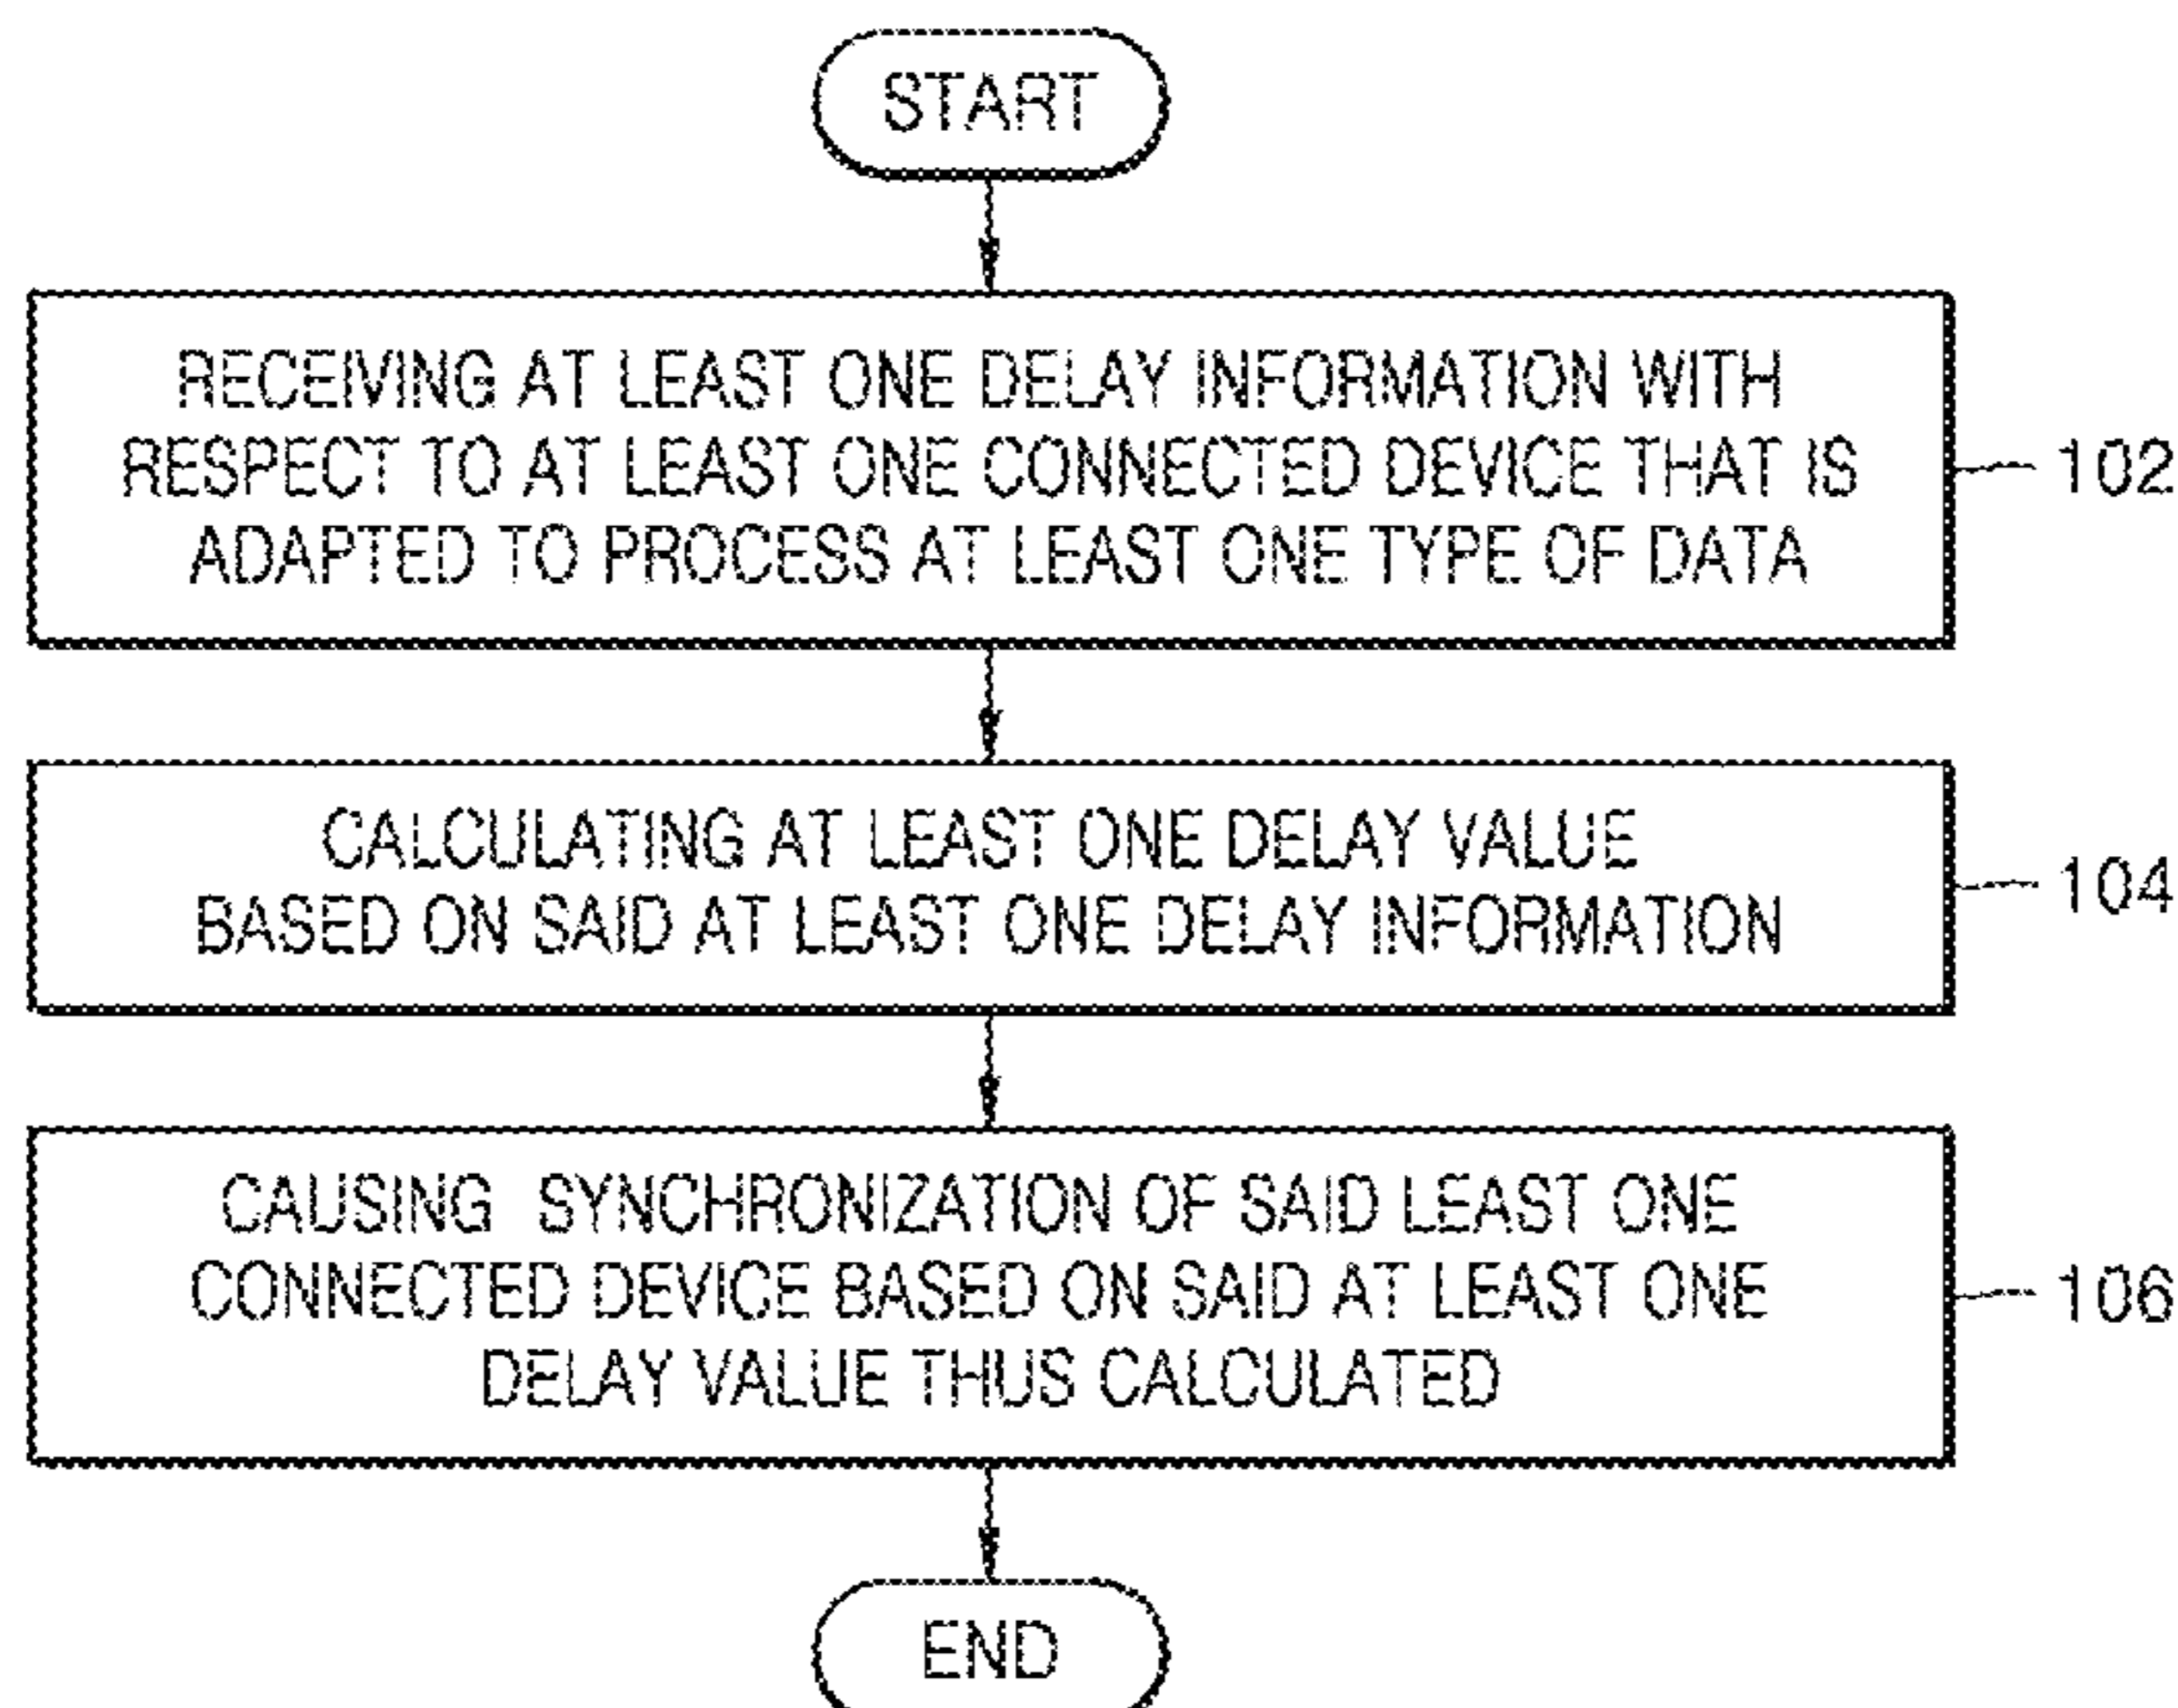 START
RECEIVING AT LEAST ONE DELAY INFORMATION WITH
RESPECT TO AT LEAST ONE CONNECTED DEVICE THAT IS
ADAPTED TO PROCESS AT LEAST ONE TYPE OF DATA
102
CALCULATING AT LEAST ONE DELAY VALUE
BASED ON SAID AT LEAST ONE DELAY INFORMATION
104
CAUSING SYNCHRONIZATION OF SAID LEAST ONE
CONNECTED DEVICE BASED ON SAID AT LEAST ONE
DELAY VALUE THUS CALCULATED
106
END